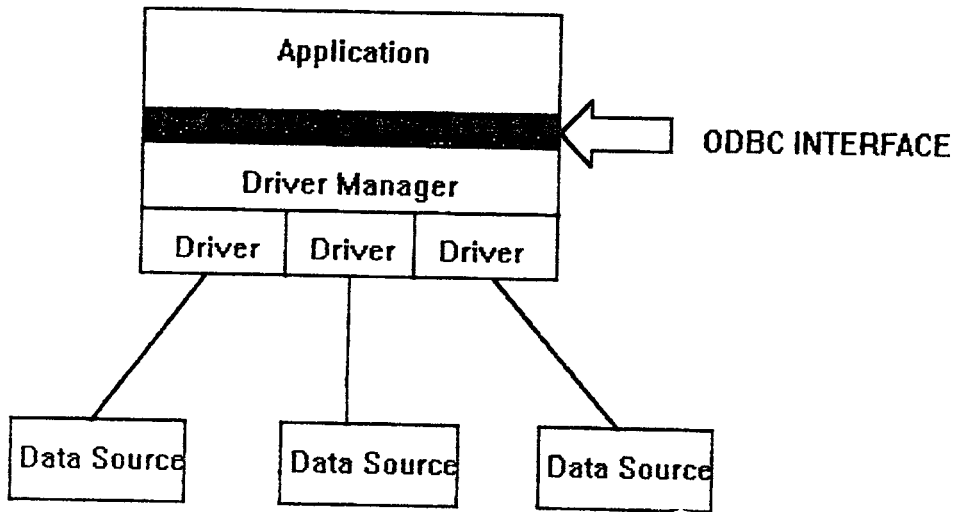 Application
ODBC INTERFACE
Driver Manager
Driver Driver Driver
Data Source Data Source Data Source